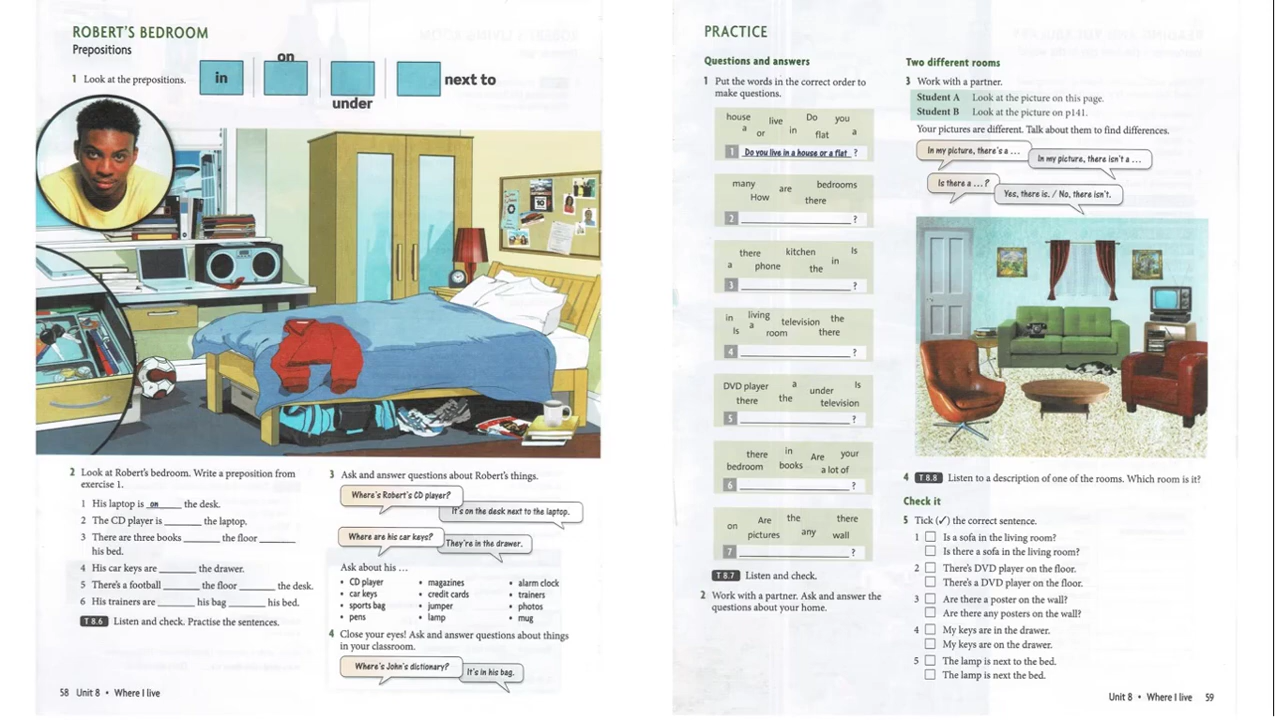 ROBERT'S BEDROOM
Prepositions
1 Look at the prepositions.
in
on
under
next to
2 Look at Robert's bedroom. Write a preposition from
exercise 1.
1 His laptop is on the desk.
2 The CD player is ______ the laptop.
3 There are three books ______ the floor ______
his bed.
4 His car keys are ______ the drawer.
5 There's a football ______ the floor ______ the desk.
6 His trainers are ______ his bag ______ his bed.
T 8.6 Listen and check. Practise the sentences.
3 Ask and answer questions about Robert's things.
Where's Robert's CD player?
It's on the desk next to the laptop.
Where are his car keys?
They're in the drawer.
Ask about his …
• CD player • magazines • alarm clock
• car keys • credit cards • trainers
• sports bag • jumper • photos
• pens • lamp • mug
4 Close your eyes! Ask and answer questions about things
in your classroom.
Where's John's dictionary?
It's in his bag.
58 Unit 8 • Where I live
PRACTICE
Questions and answers
1 Put the words in the correct order to
make questions.
house live Do you
a or in flat a
1 Do you live in a house or a flat ?
many are bedrooms
How there
2 ______ ?
there kitchen Is
a phone the in
3 ______ ?
in living television the
Is a room there
4 ______ ?
DVD player a under Is
there the television
5 ______ ?
there in Are your
bedroom books a lot of
6 ______ ?
on Are the there
pictures any wall
7 ______ ?
T 8.7 Listen and check.
2 Work with a partner. Ask and answer the
questions about your home.
Two different rooms
3 Work with a partner.
Student A Look at the picture on this page.
Student B Look at the picture on p141.
Your pictures are different. Talk about them to find differences.
In my picture, there's a …
In my picture, there isn't a …
Is there a …?
Yes, there is. / No, there isn't.
4 T 8.8 Listen to a description of one of the rooms. Which room is it?
Check it
5 Tick (✓) the correct sentence.
1 □ Is a sofa in the living room?
□ Is there a sofa in the living room?
2 □ There's DVD player on the floor.
□ There's a DVD player on the floor.
3 □ Are there a poster on the wall?
□ Are there any posters on the wall?
4 □ My keys are in the drawer.
□ My keys are on the drawer.
5 □ The lamp is next to the bed.
□ The lamp is next the bed.
Unit 8 • Where I live 59